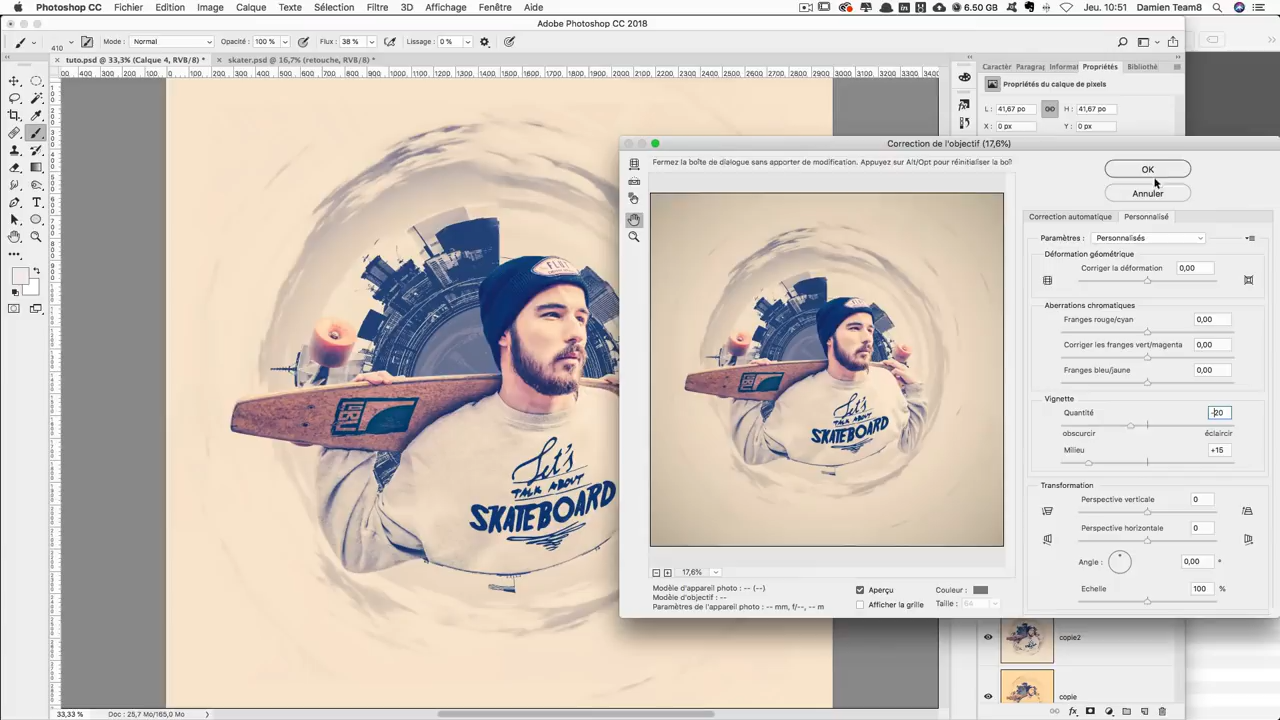 Photoshop CC Fichier Edition Image Calque Texte Sélection Filtre 3D Affichage Fenêtre Aide 6.50 GB Jeu. 10:51 Damien Team8
Adobe Photoshop CC 2018
410 Mode : Normal Opacité : 100 % Flux : 38 % Lissage : 0 %
× tuto.psd @ 33,3% (Calque 4, RVB/8) * × skater.psd @ 16,7% (retouche, RVB/8) *
Caractèr Paragrap Informat Propriétés Bibliothè
Propriétés du calque de pixels
L : 41,67 po H : 41,67 po
X : 0 px Y : 0 px
Correction de l'objectif (17,6%)
Fermez la boîte de dialogue sans apporter de modification. Appuyez sur Alt/Opt pour réinitialiser la boî
OK
Annuler
Correction automatique Personnalisé
Paramètres : Personnalisés
Déformation géométrique
Corriger la déformation 0,00
Aberrations chromatiques
Franges rouge/cyan 0,00
Corriger les franges vert/magenta 0,00
Franges bleu/jaune 0,00
Vignette
Quantité -20
obscurcir éclaircir
Milieu +15
Transformation
Perspective verticale 0
Perspective horizontale 0
Angle : 0,00 °
Echelle 100 %
Let's
TALK ABOUT
SKATEBOARD
Let's
TALK ABOUT
SKATEBOARD
17,6%
Modèle d'appareil photo : -- (--)
Modèle d'objectif : --
Paramètres de l'appareil photo : -- mm, f/--, -- m
Aperçu Couleur :
Afficher la grille Taille : 64
copie2
copie
33,33 % Doc : 25,7 Mo/165,0 Mo